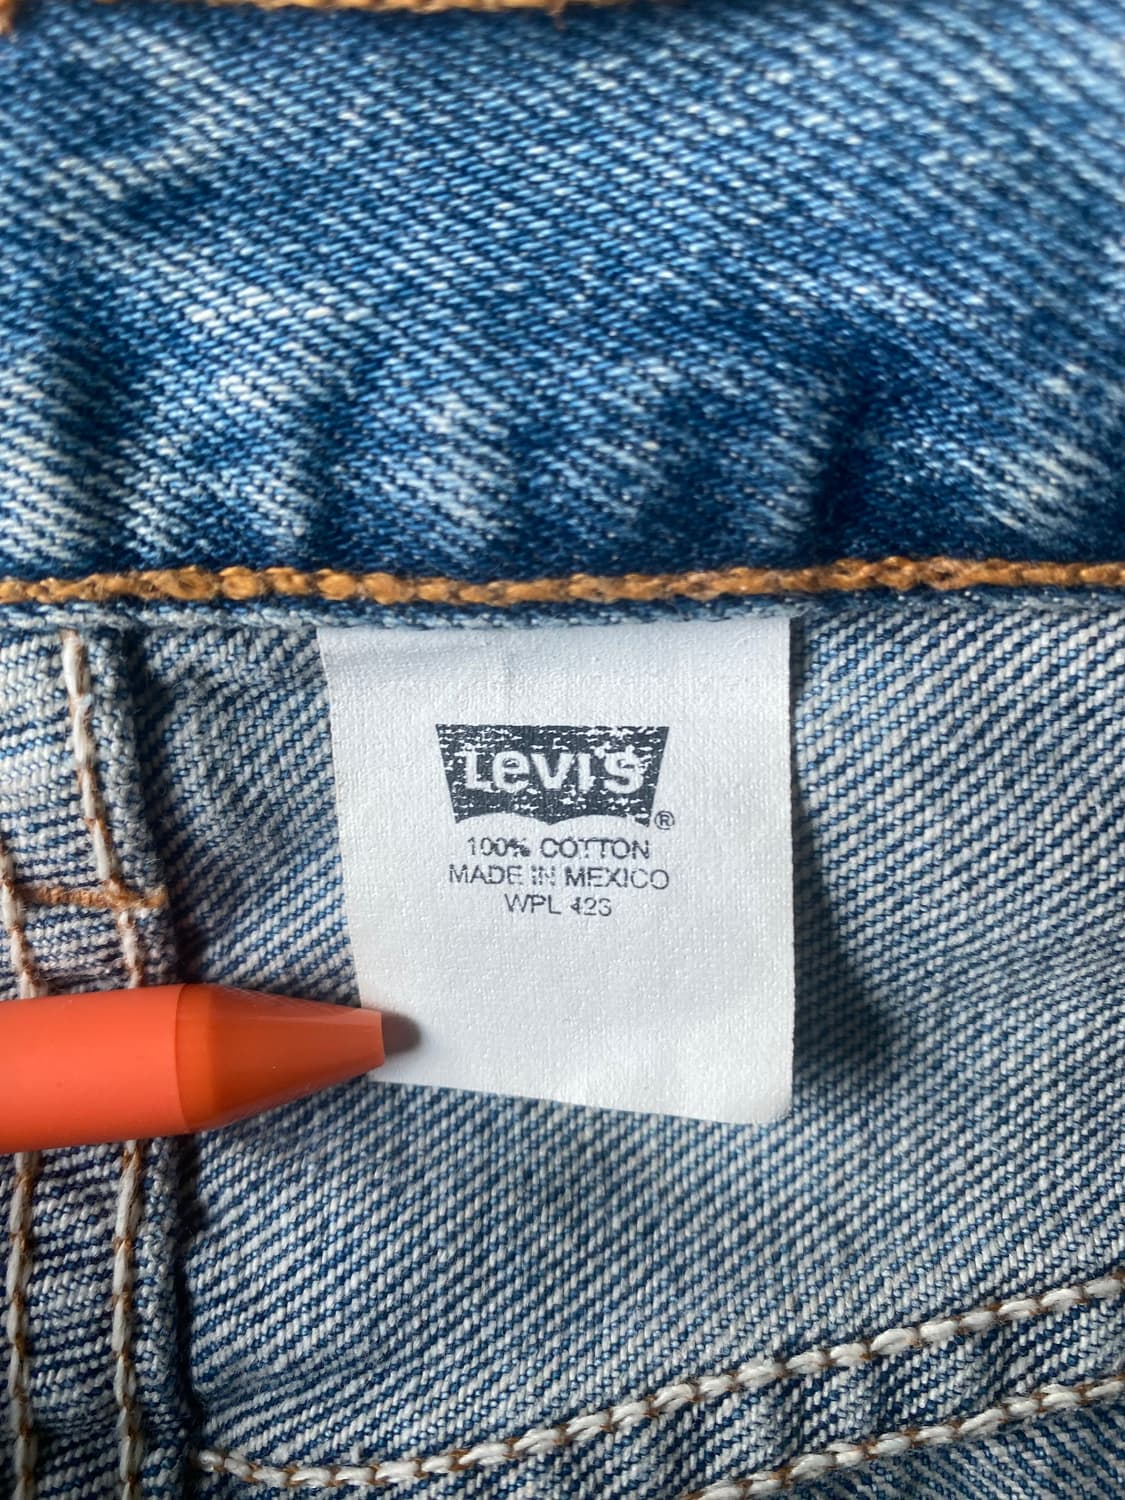 LEVI'S ®
100% COTTON
MADE IN MEXICO
WPL 423